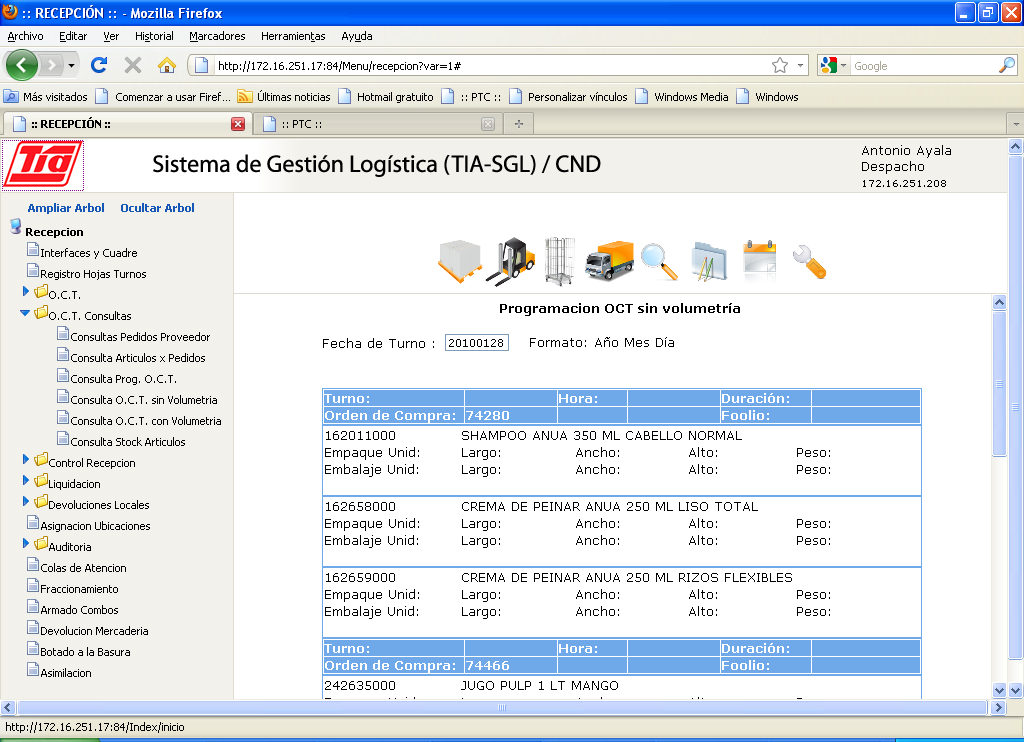 :: RECEPCIÓN :: - Mozilla Firefox
Archivo Editar Ver Historial Marcadores Herramientas Ayuda
http://172.16.251.17:84/Menu/recepcion?var=1#
Google
Más visitados Comenzar a usar Firef... Últimas noticias Hotmail gratuito :: PTC :: Personalizar vínculos Windows Media Windows
:: RECEPCIÓN :: :: PTC ::
Tia
Sistema de Gestión Logística (TIA-SGL) / CND
Antonio Ayala
Despacho
172.16.251.208
Ampliar Arbol Ocultar Arbol
Recepcion
Interfaces y Cuadre
Registro Hojas Turnos
O.C.T.
O.C.T. Consultas
Consultas Pedidos Proveedor
Consulta Articulos x Pedidos
Consulta Prog. O.C.T.
Consulta O.C.T. sin Volumetria
Consulta O.C.T. con Volumetria
Consulta Stock Articulos
Control Recepcion
Liquidacion
Devoluciones Locales
Asignacion Ubicaciones
Auditoria
Colas de Atencion
Fraccionamiento
Armado Combos
Devolucion Mercaderia
Botado a la Basura
Asimilacion
Programacion OCT sin volumetría
Fecha de Turno : 20100128 Formato: Año Mes Día
Turno: Hora: Duración:
Orden de Compra: 74280 Foolio:
162011000 SHAMPOO ANUA 350 ML CABELLO NORMAL
Empaque Unid: Largo: Ancho: Alto: Peso:
Embalaje Unid: Largo: Ancho: Alto: Peso:
162658000 CREMA DE PEINAR ANUA 250 ML LISO TOTAL
Empaque Unid: Largo: Ancho: Alto: Peso:
Embalaje Unid: Largo: Ancho: Alto: Peso:
162659000 CREMA DE PEINAR ANUA 250 ML RIZOS FLEXIBLES
Empaque Unid: Largo: Ancho: Alto: Peso:
Embalaje Unid: Largo: Ancho: Alto: Peso:
Turno: Hora: Duración:
Orden de Compra: 74466 Foolio:
242635000 JUGO PULP 1 LT MANGO
http://172.16.251.17:84/Index/inicio